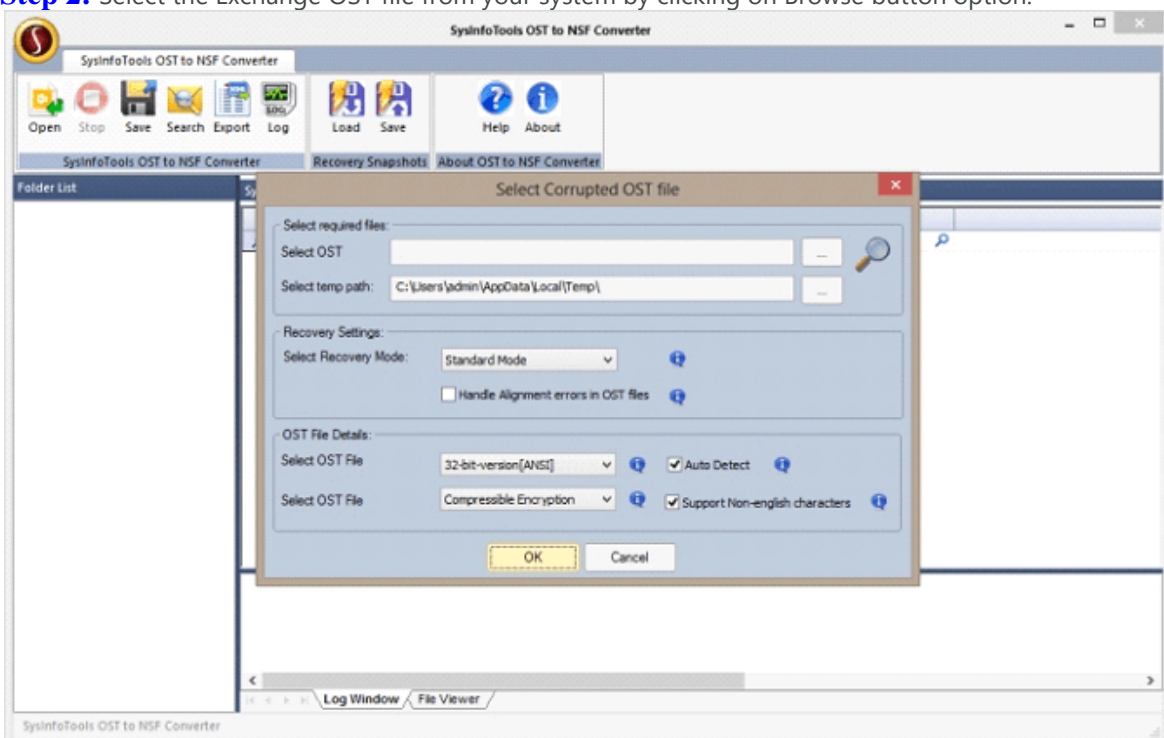 Step 2: Select the Exchange OST file from your system by clicking on Browse button option.
SysInfoTools OST to NSF Converter
SysInfoTools OST to NSF Converter
Open Stop Save Search Export Log Load Save Help About
SysInfoTools OST to NSF Converter Recovery Snapshots About OST to NSF Converter
Folder List
Sy
Select Corrupted OST file
Select required files:
Select OST ...
Select temp path: C:\Users\admin\AppData\Local\Temp\ ...
Recovery Settings:
Select Recovery Mode: Standard Mode
Handle Alignment errors in OST files
OST File Details:
Select OST File 32-bit-version[ANSI] Auto Detect
Select OST File Compressible Encryption Support Non-english characters
OK Cancel
Log Window File Viewer
SysInfoTools OST to NSF Converter